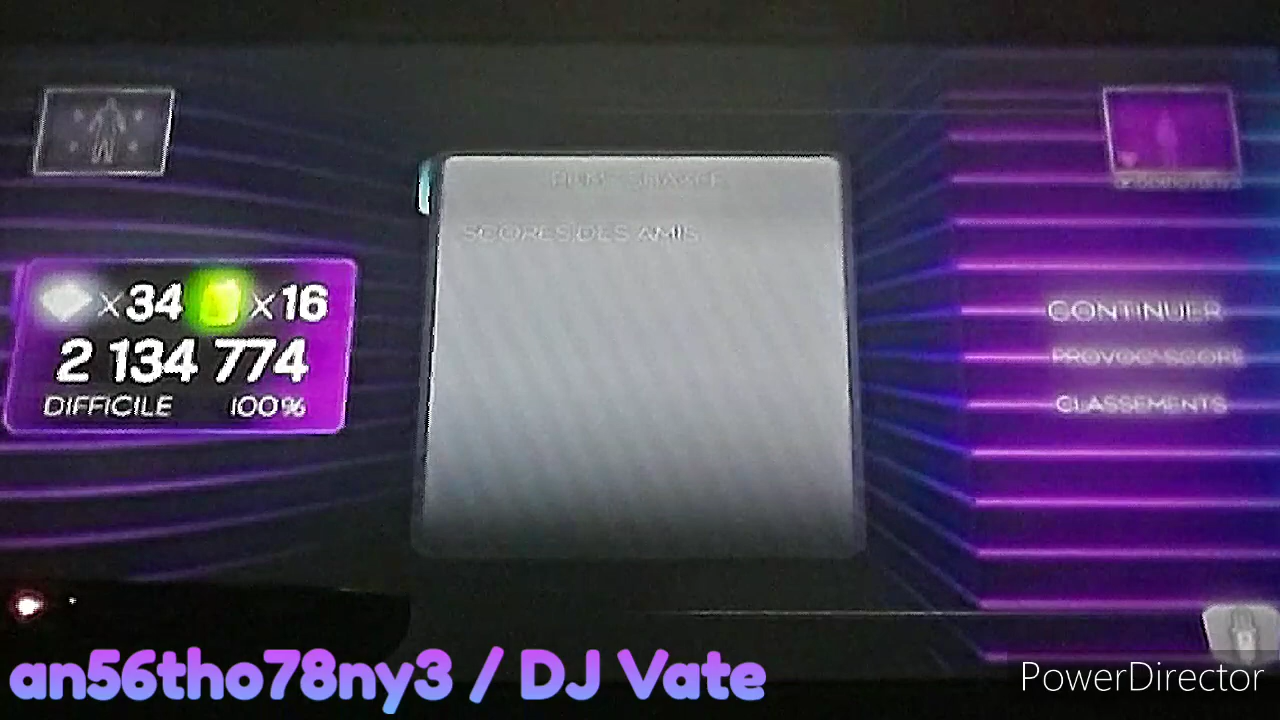 x34 x16
2 134 774
DIFFICILE 100%
SCORES DES AMIS
CONTINUER
PROVOC' SCORE
CLASSEMENTS
an56tho78ny3 / DJ Vate
PowerDirector